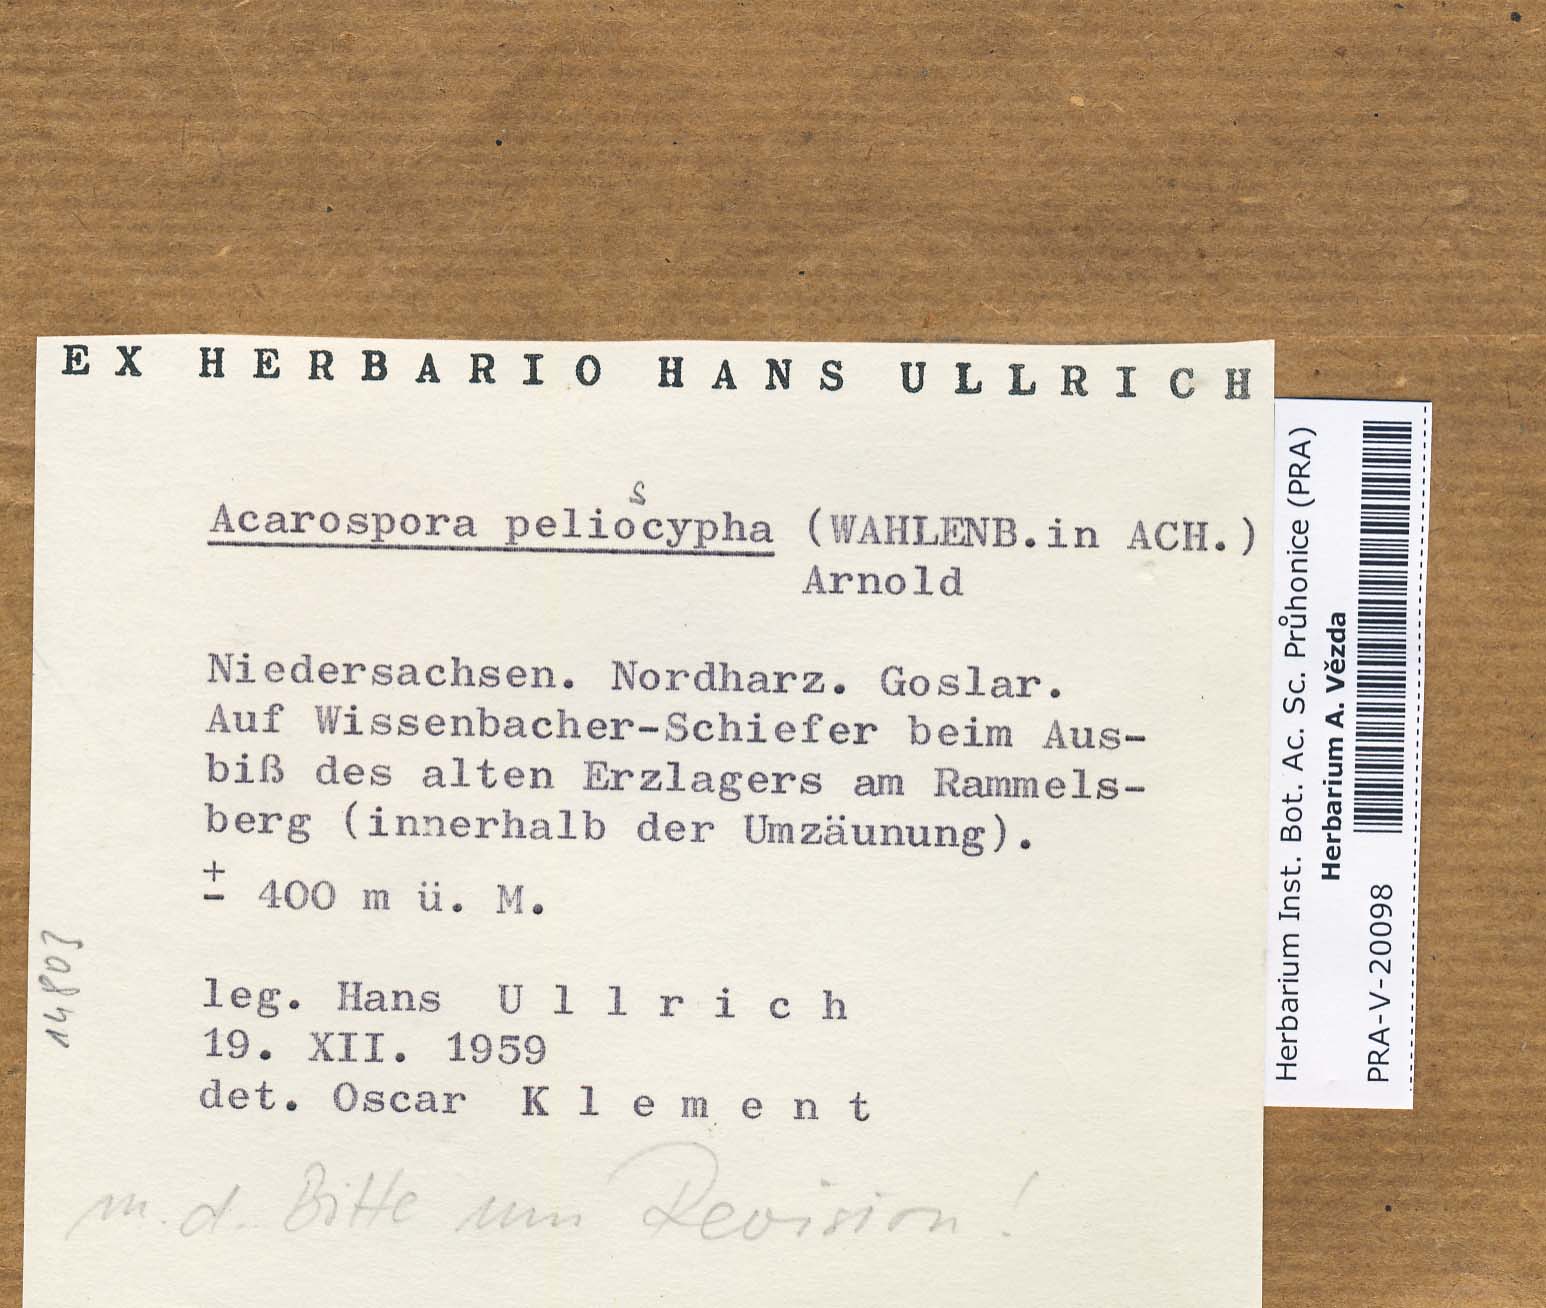 EX HERBARIO HANS ULLRICH
s
Acarospora peliocypha (WAHLENB.in ACH.)
Arnold
Niedersachsen. Nordharz. Goslar.
Auf Wissenbacher-Schiefer beim Aus-
biß des alten Erzlagers am Rammels-
berg (innerhalb der Umzäunung).
± 400 m ü. M.
leg. Hans Ullrich
19. XII. 1959
det. Oscar Klement
m. d. Bitte um Revision!
14803
Herbarium Inst. Bot. Ac. Sc. Průhonice (PRA)
Herbarium A. Vězda
PRA-V-20098